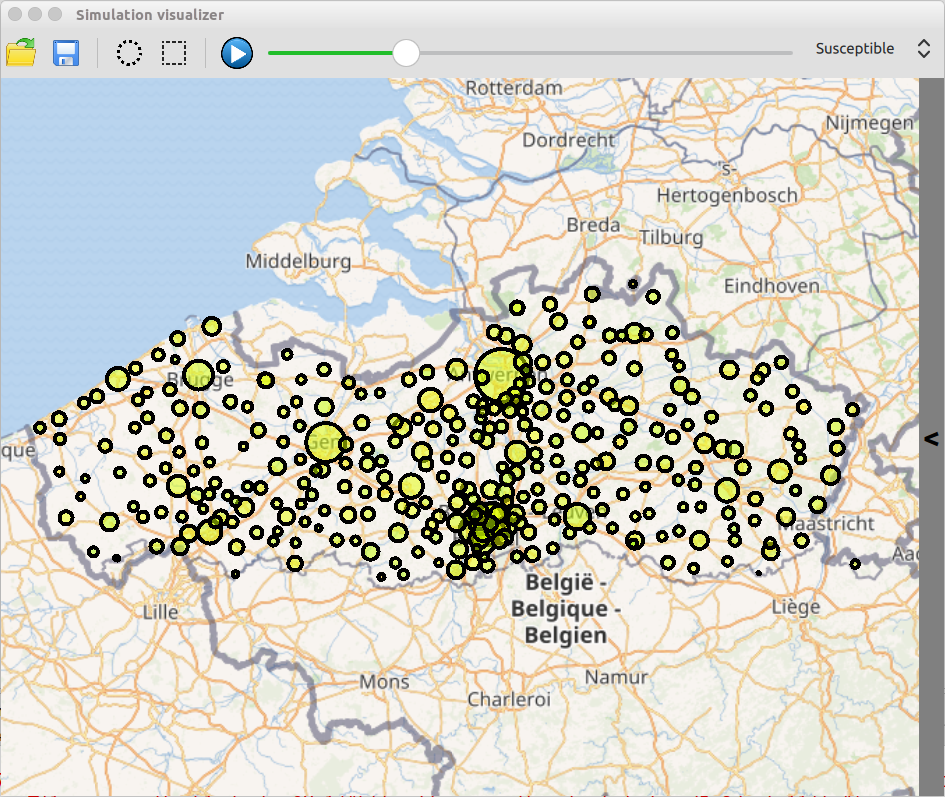 Simulation visualizer
Susceptible
Rotterdam
Nijmegen
Dordrecht
's-
Hertogenbosch
Breda
Tilburg
Middelburg
Eindhoven
Brugge
Antwerpen
Gent
que
Maastricht
Aac
België -
Belgique -
Belgien
Lille
Liège
Namur
Mons
Charleroi
<